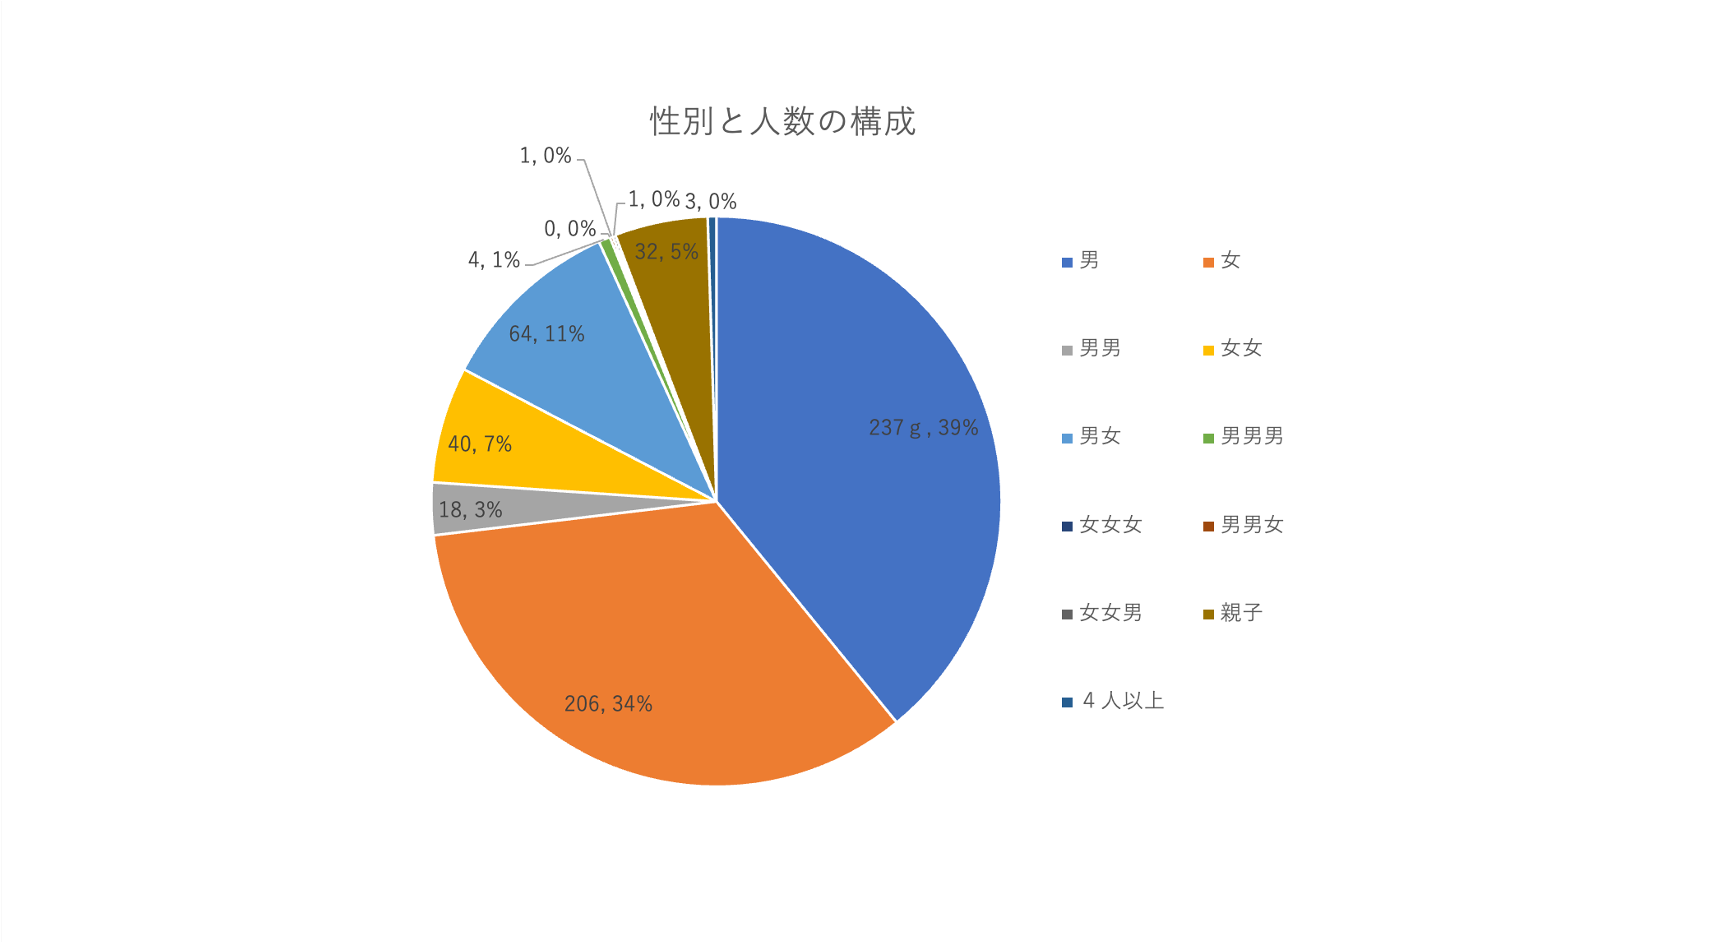 性別と人数の構成
1, 0%
1, 0%
3, 0%
0, 0%
4, 1%
32, 5%
64, 11%
237ｇ, 39%
40, 7%
18, 3%
206, 34%
男
女
男男
女女
男女
男男男
女女女
男男女
女女男
親子
４人以上